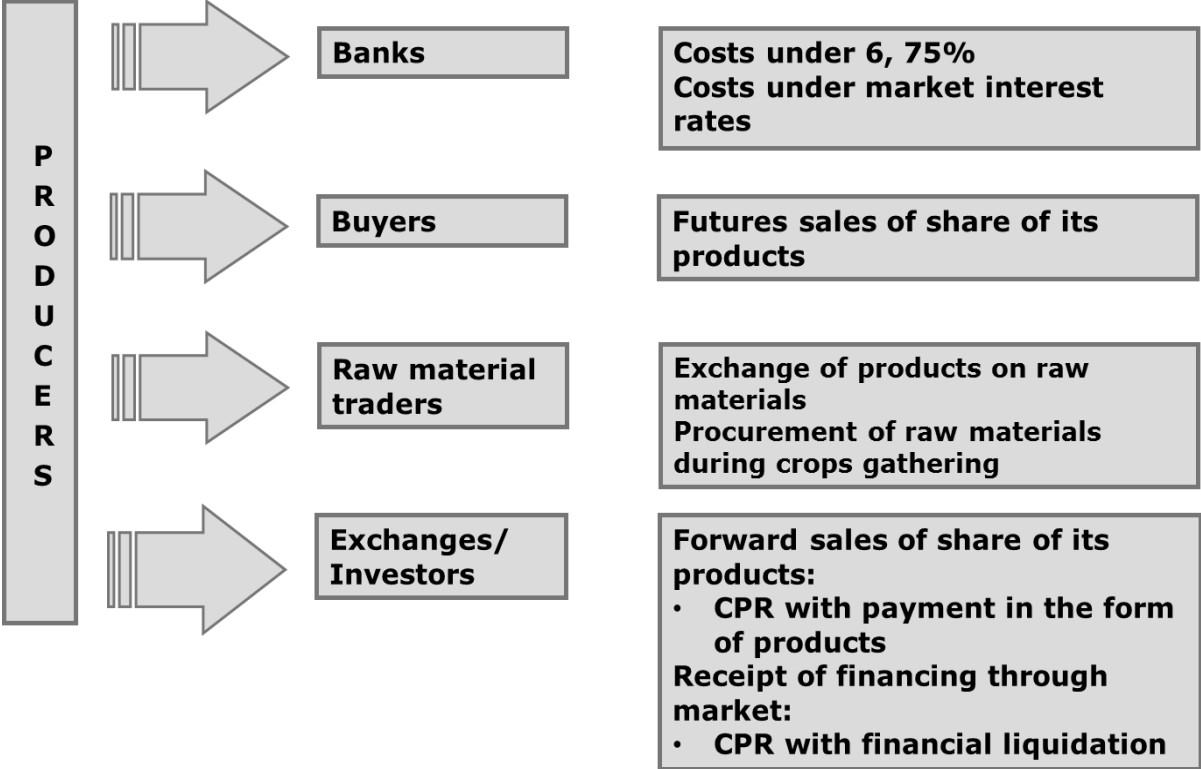 PRODUCERS
Banks
Costs under 6, 75%
Costs under market interest
rates
Buyers
Futures sales of share of its
products
Raw material
traders
Exchange of products on raw
materials
Procurement of raw materials
during crops gathering
Exchanges/
Investors
Forward sales of share of its
products:
• CPR with payment in the form
of products
Receipt of financing through
market:
• CPR with financial liquidation